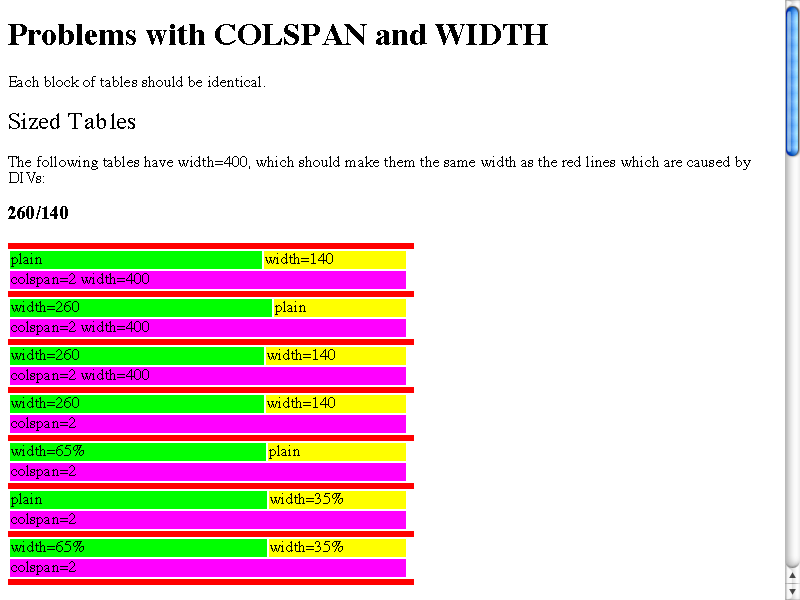 Problems with COLSPAN and WIDTH
Each block of tables should be identical.
Sized Tables
The following tables have width=400, which should make them the same width as the red lines which are caused by
DIVs:
260/140
plain width=140
colspan=2 width=400
width=260 plain
colspan=2 width=400
width=260 width=140
colspan=2 width=400
width=260 width=140
colspan=2
width=65% plain
colspan=2
plain width=35%
colspan=2
width=65% width=35%
colspan=2